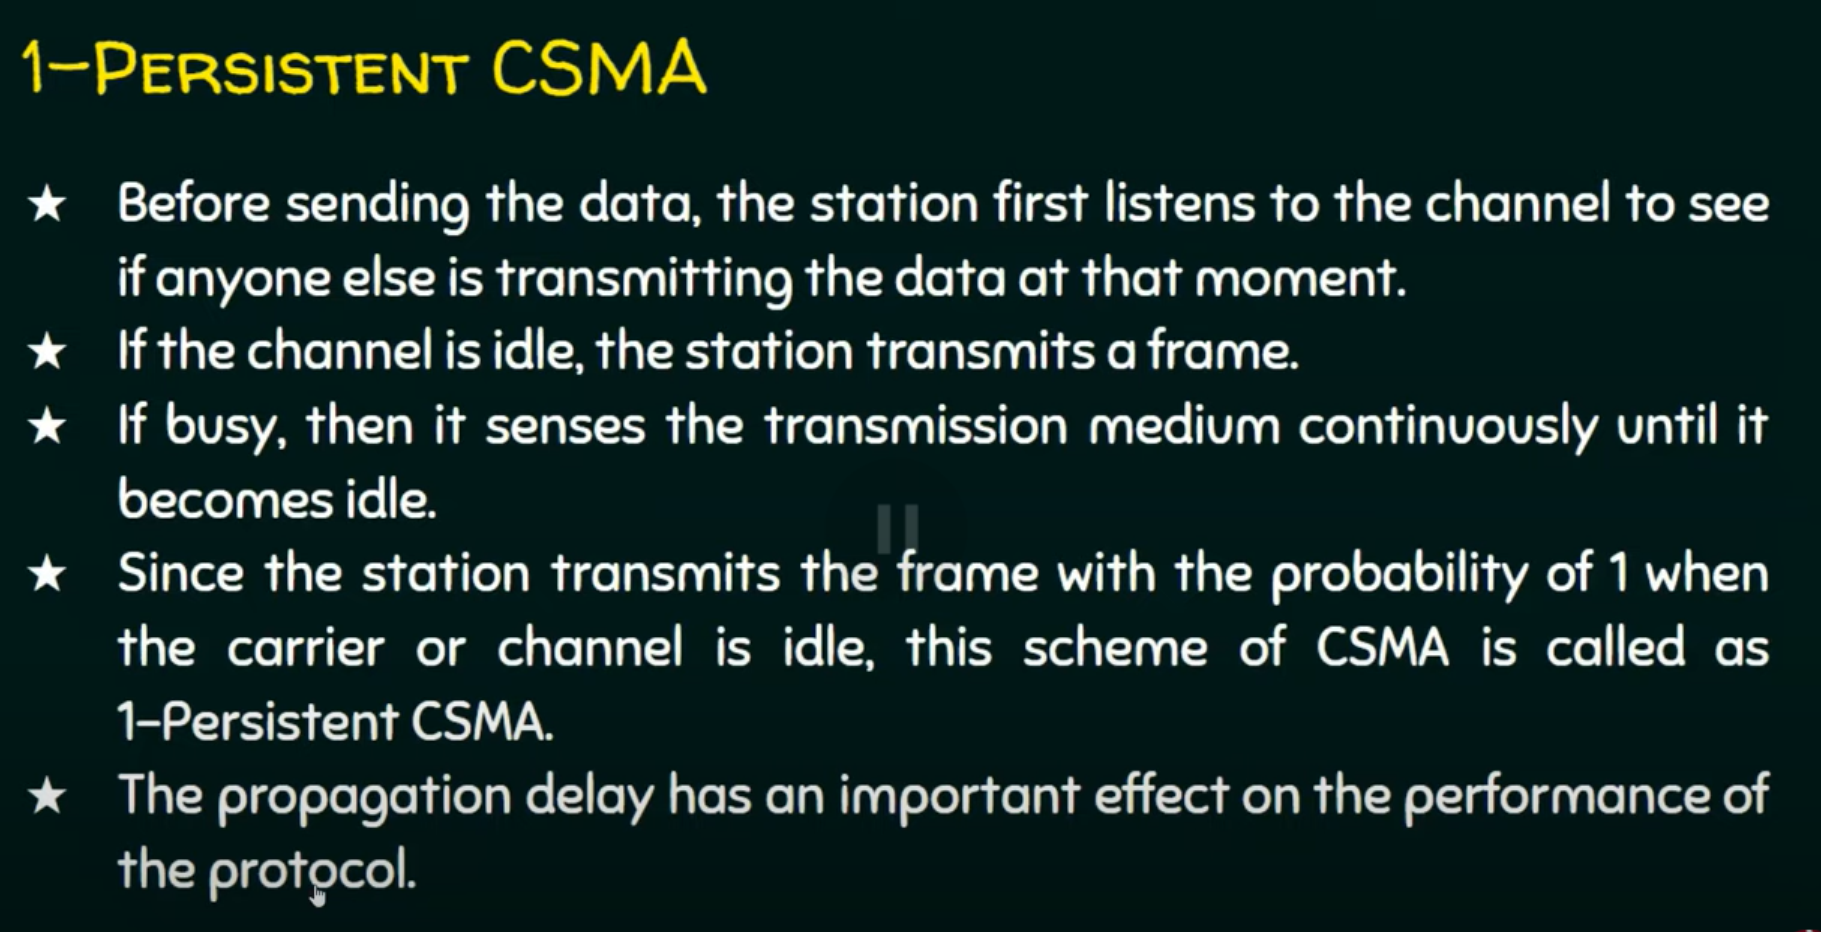 1-Persistent CSMA
★ Before sending the data, the station first listens to the channel to see
if anyone else is transmitting the data at that moment.
★ If the channel is idle, the station transmits a frame.
★ If busy, then it senses the transmission medium continuously until it
becomes idle.
★ Since the station transmits the frame with the probability of 1 when
the carrier or channel is idle, this scheme of CSMA is called as
1-Persistent CSMA.
★ The propagation delay has an important effect on the performance of
the protocol.